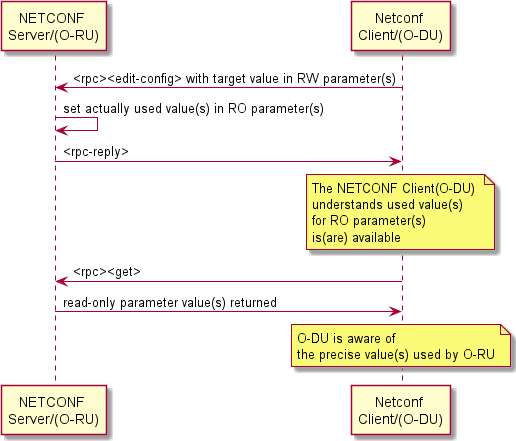 NETCONF
Server/(O-RU)
Netconf
Client/(O-DU)
<rpc><edit-config> with target value in RW parameter(s)
set actually used value(s) in RO parameter(s)
<rpc-reply>
The NETCONF Client(O-DU)
understands used value(s)
for RO parameter(s)
is(are) available
<rpc><get>
read-only parameter value(s) returned
O-DU is aware of
the precise value(s) used by O-RU
NETCONF
Server/(O-RU)
Netconf
Client/(O-DU)